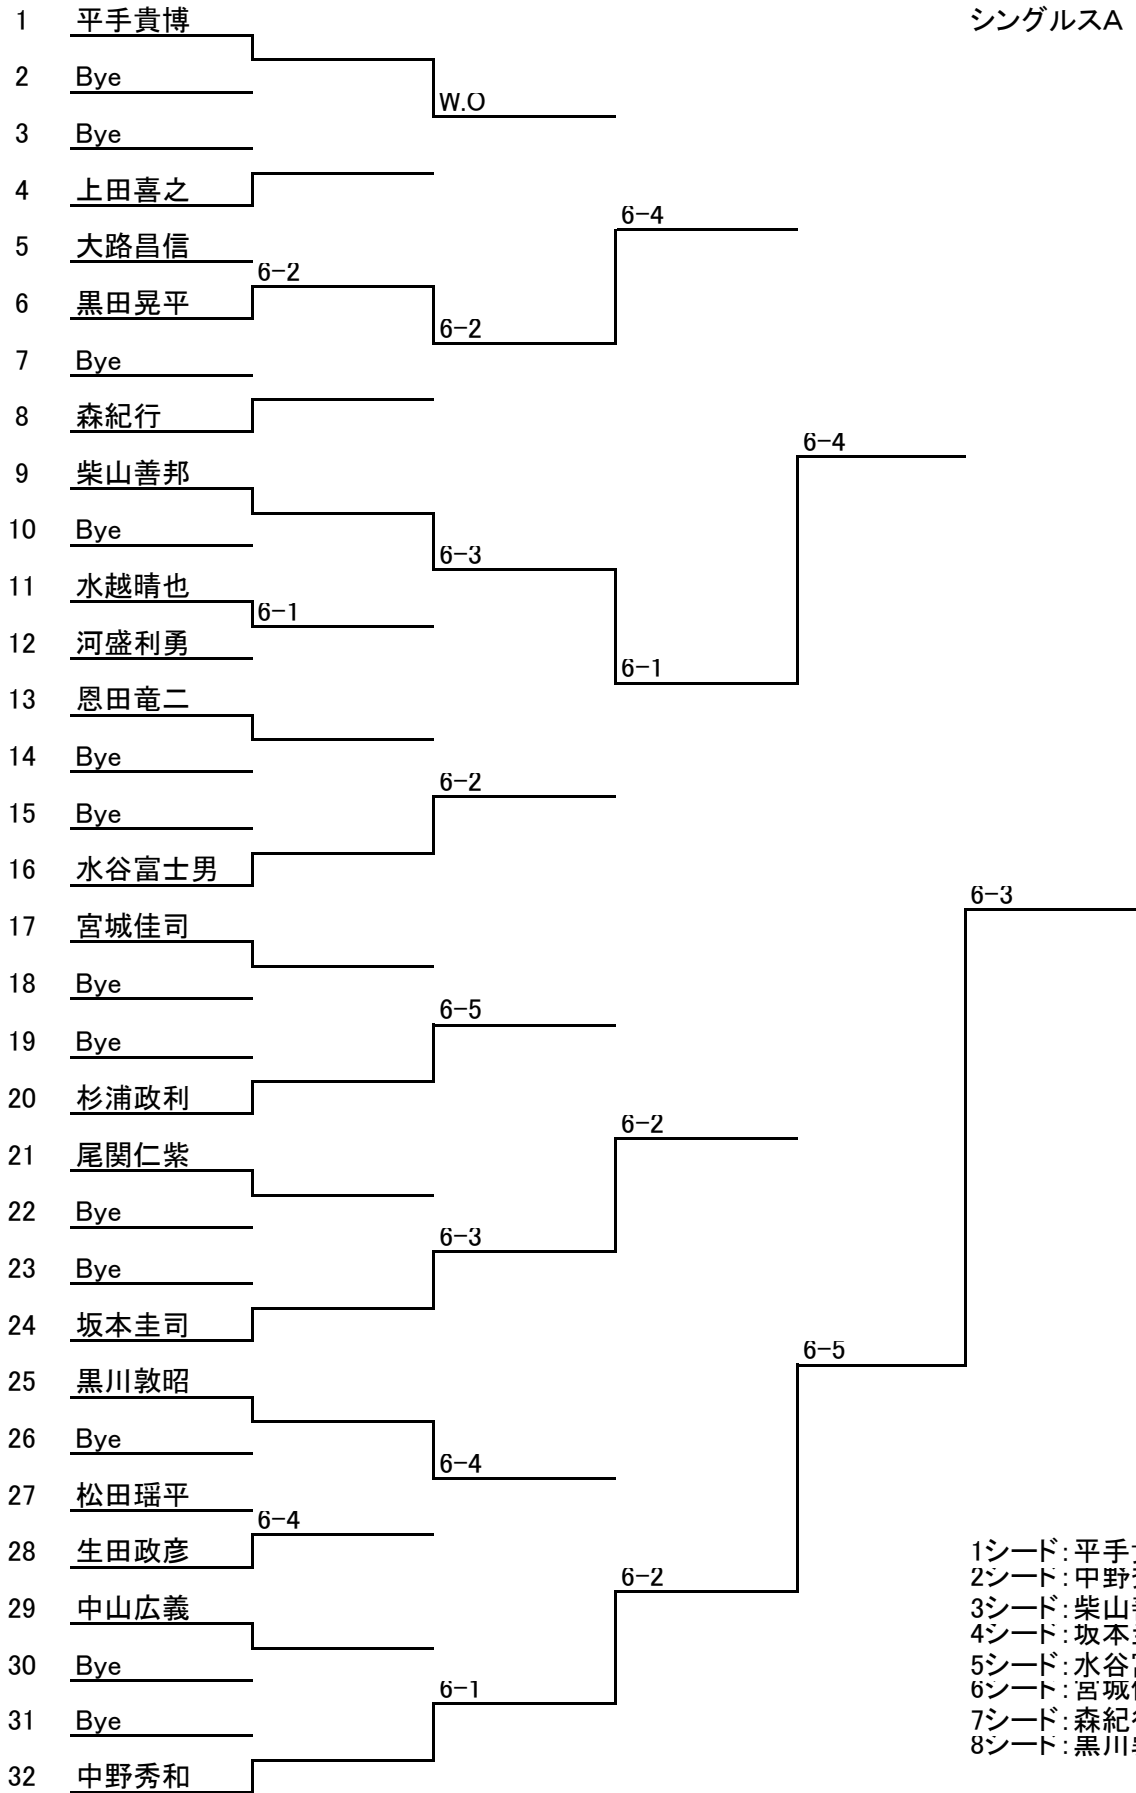 シングルスA
1 平手貴博
2 Bye
W.O
3 Bye
4 上田喜之
6-4
5 大路昌信
6-2
6 黒田晃平
6-2
7 Bye
8 森紀行
6-4
9 柴山善邦
10 Bye
6-3
11 水越晴也
6-1
12 河盛利勇
6-1
13 恩田竜二
14 Bye
6-2
15 Bye
16 水谷富士男
6-3
17 宮城佳司
18 Bye
6-5
19 Bye
20 杉浦政利
6-2
21 尾関仁紫
22 Bye
6-3
23 Bye
24 坂本圭司
6-5
25 黒川敦昭
26 Bye
6-4
27 松田瑶平
6-4
28 生田政彦
6-2
29 中山広義
30 Bye
6-1
31 Bye
32 中野秀和
1シード:平手
2シード:中野
3シード:柴山
4シード:坂本
5シード:水谷
6シード:宮城
7シード:森紀
8シード:黒川